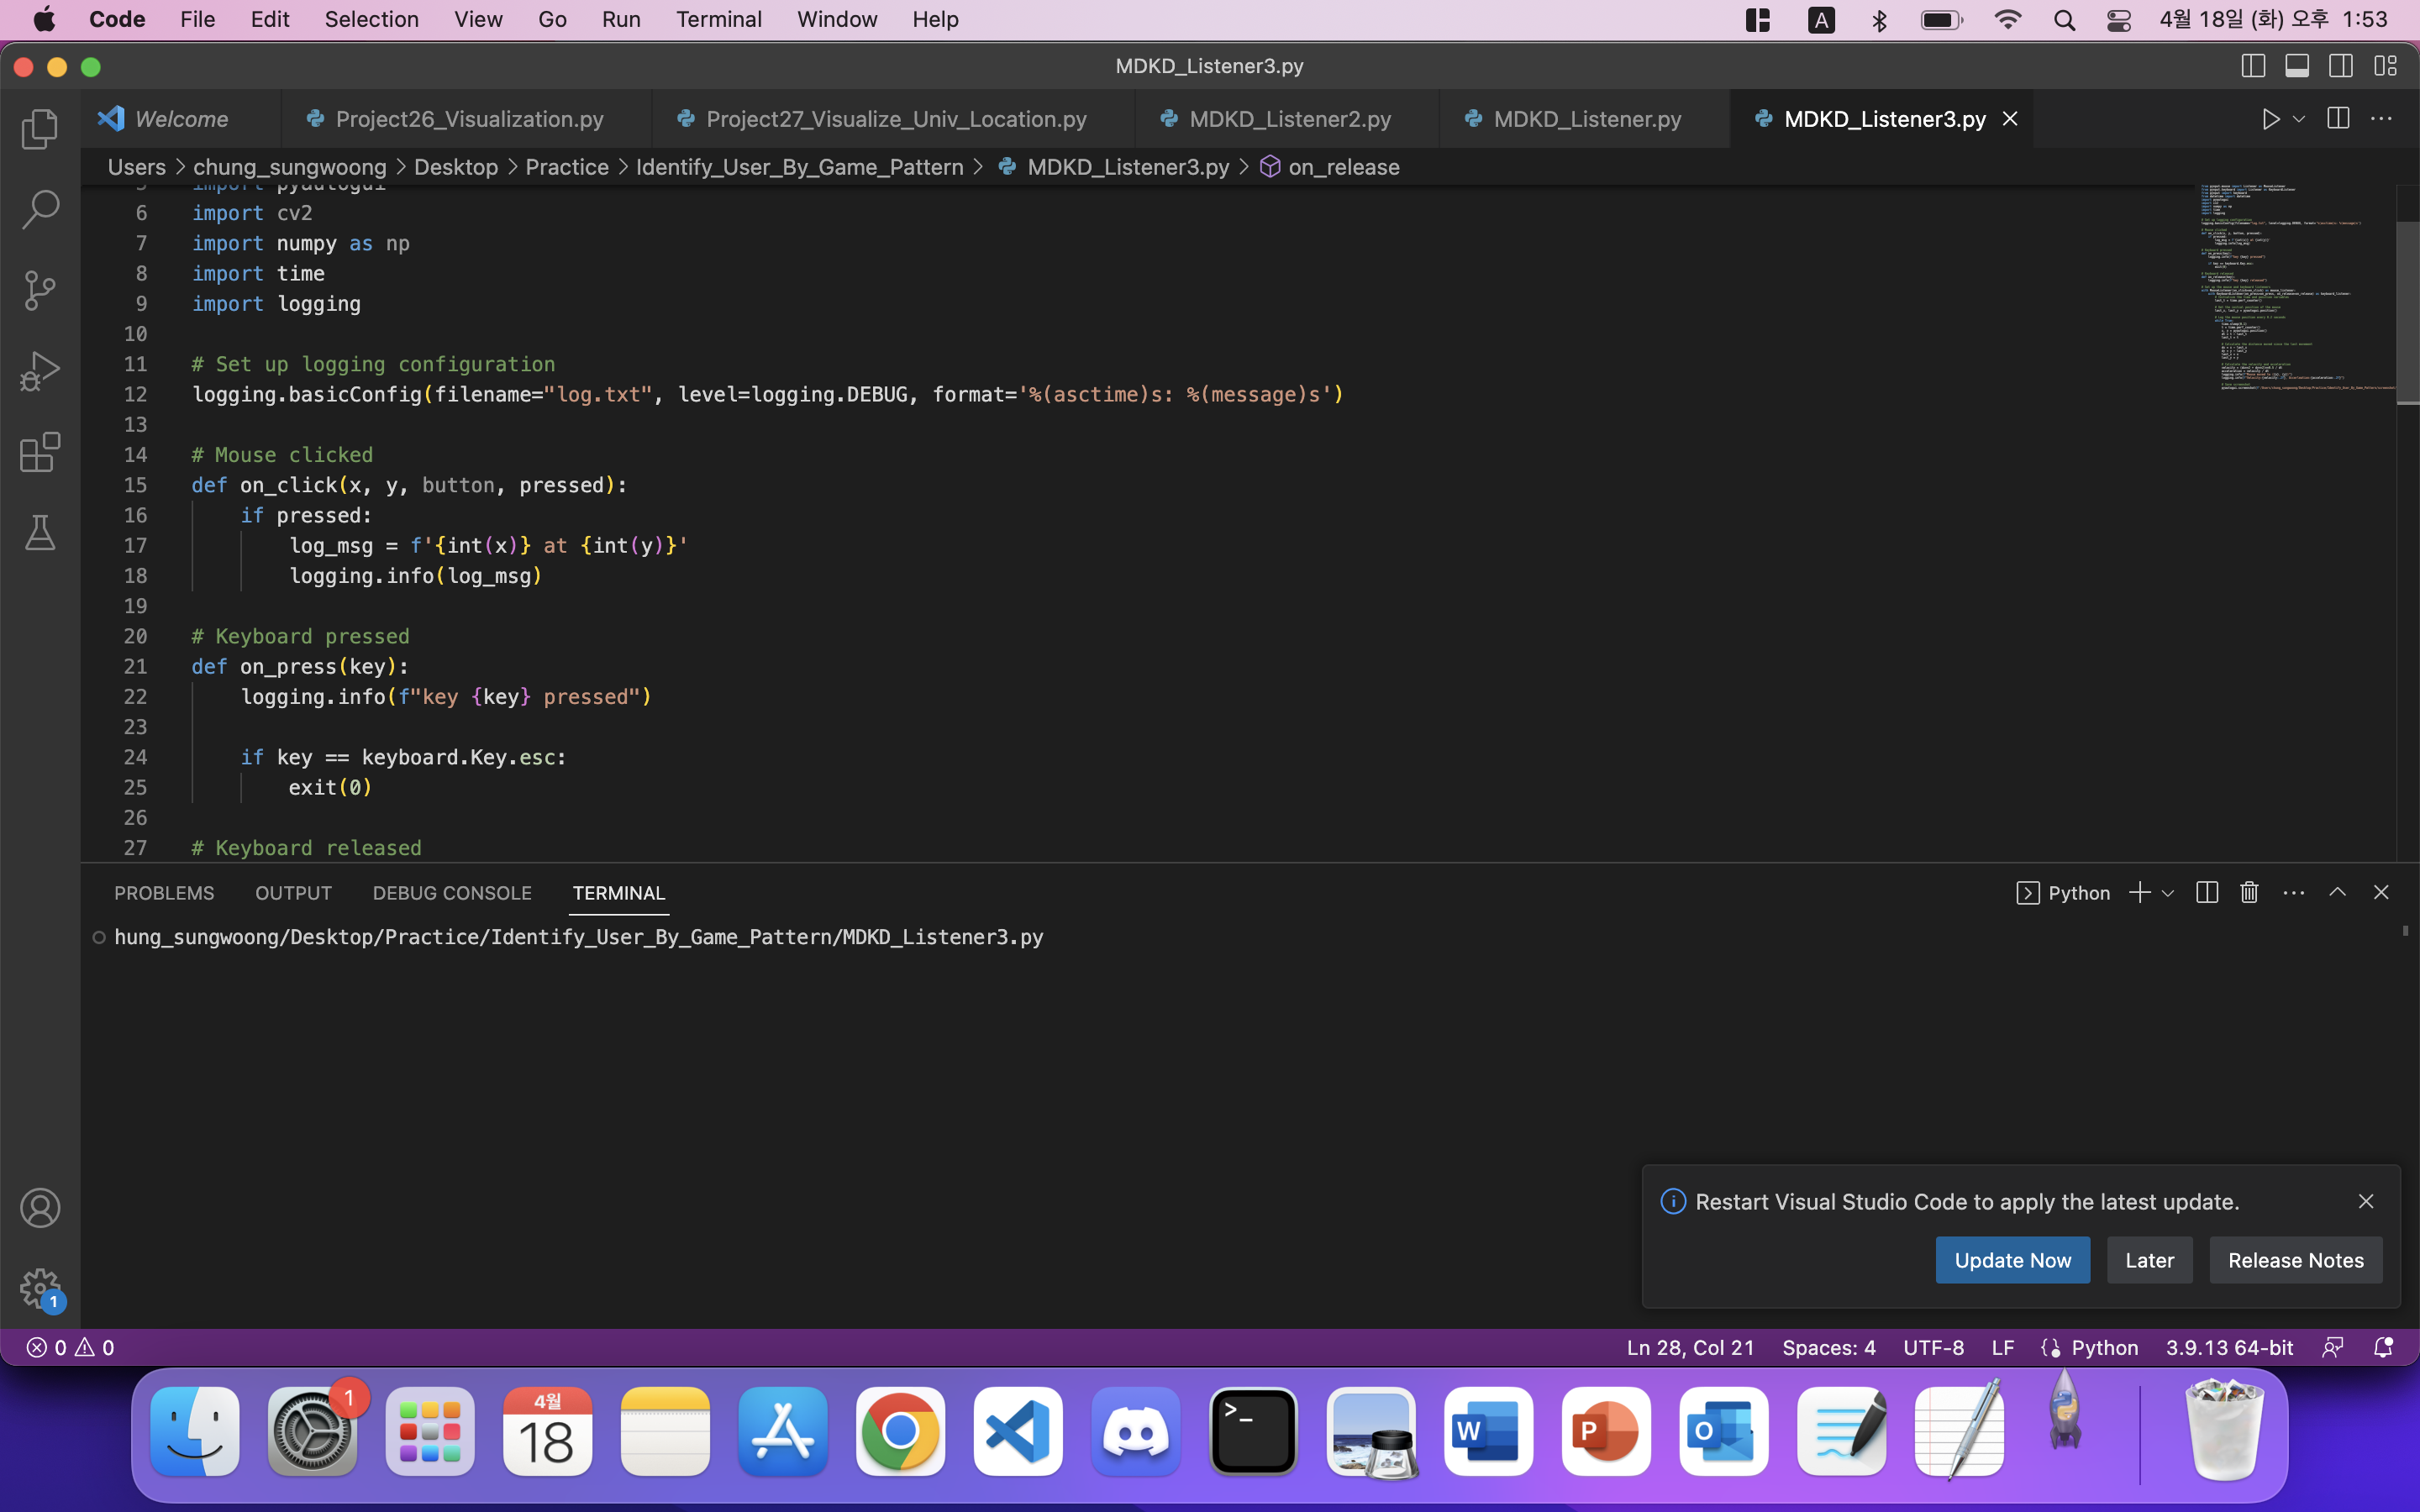 Code File Edit Selection View Go Run Terminal Window Help A 4월 18일 (화) 오후 1:53
MDKD_Listener3.py
Welcome Project26_Visualization.py Project27_Visualize_Univ_Location.py MDKD_Listener2.py MDKD_Listener.py MDKD_Listener3.py
Users > chung_sungwoong > Desktop > Practice > Identify_User_By_Game_Pattern > MDKD_Listener3.py > on_release
5 import pyautogui
6 import cv2
7 import numpy as np
8 import time
9 import logging
10
11 # Set up logging configuration
12 logging.basicConfig(filename="log.txt", level=logging.DEBUG, format='%(asctime)s: %(message)s')
13
14 # Mouse clicked
15 def on_click(x, y, button, pressed):
16 if pressed:
17 log_msg = f'{int(x)} at {int(y)}'
18 logging.info(log_msg)
19
20 # Keyboard pressed
21 def on_press(key):
22 logging.info(f"key {key} pressed")
23
24 if key == keyboard.Key.esc:
25 exit(0)
26
27 # Keyboard released
PROBLEMS OUTPUT DEBUG CONSOLE TERMINAL Python
hung_sungwoong/Desktop/Practice/Identify_User_By_Game_Pattern/MDKD_Listener3.py
Restart Visual Studio Code to apply the latest update.
Update Now Later Release Notes
1
0 0 Ln 28, Col 21 Spaces: 4 UTF-8 LF Python 3.9.13 64-bit
1 4월 18 >_ W P O